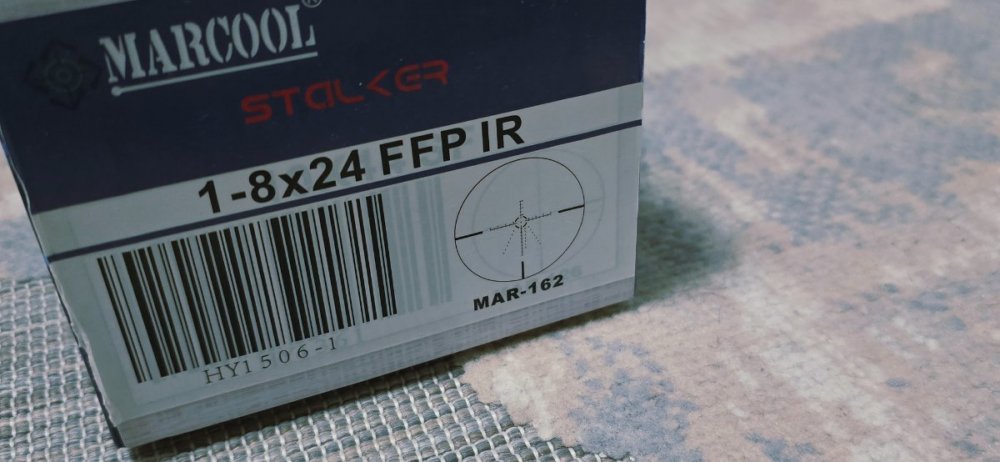 MARCOOL®
STALKER
1-8x24 FFP IR
MAR-162
HY1506-1